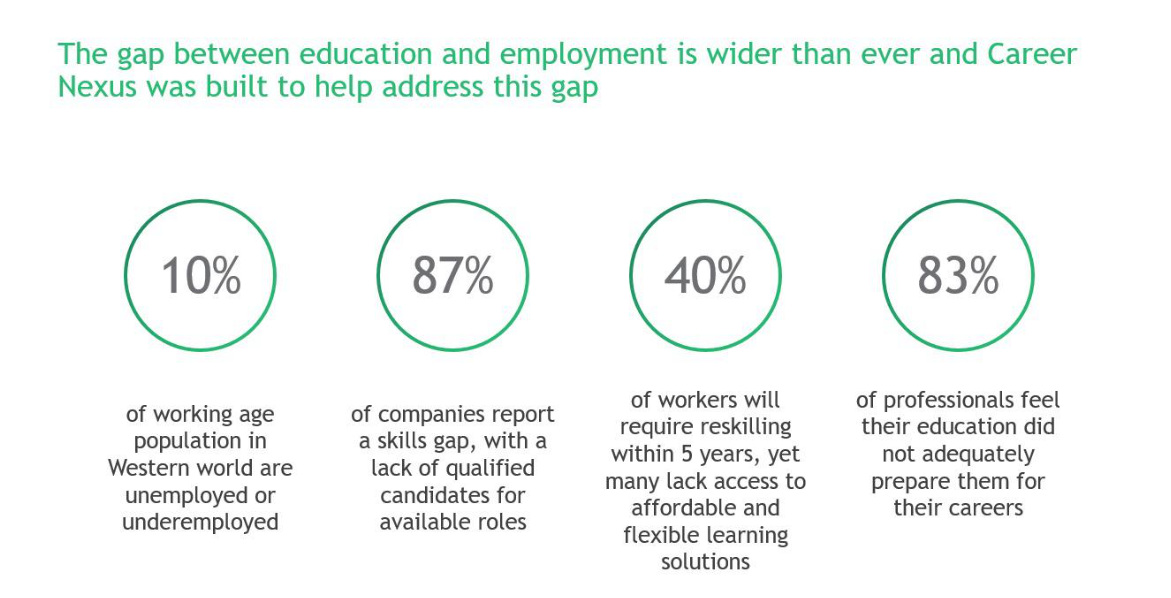 The gap between education and employment is wider than ever and Career
Nexus was built to help address this gap
10%
of working age
population in
Western world are
unemployed or
underemployed
87%
of companies report
a skills gap, with a
lack of qualified
candidates for
available roles
40%
of workers will
require reskilling
within 5 years, yet
many lack access to
affordable and
flexible learning
solutions
83%
of professionals feel
their education did
not adequately
prepare them for
their careers